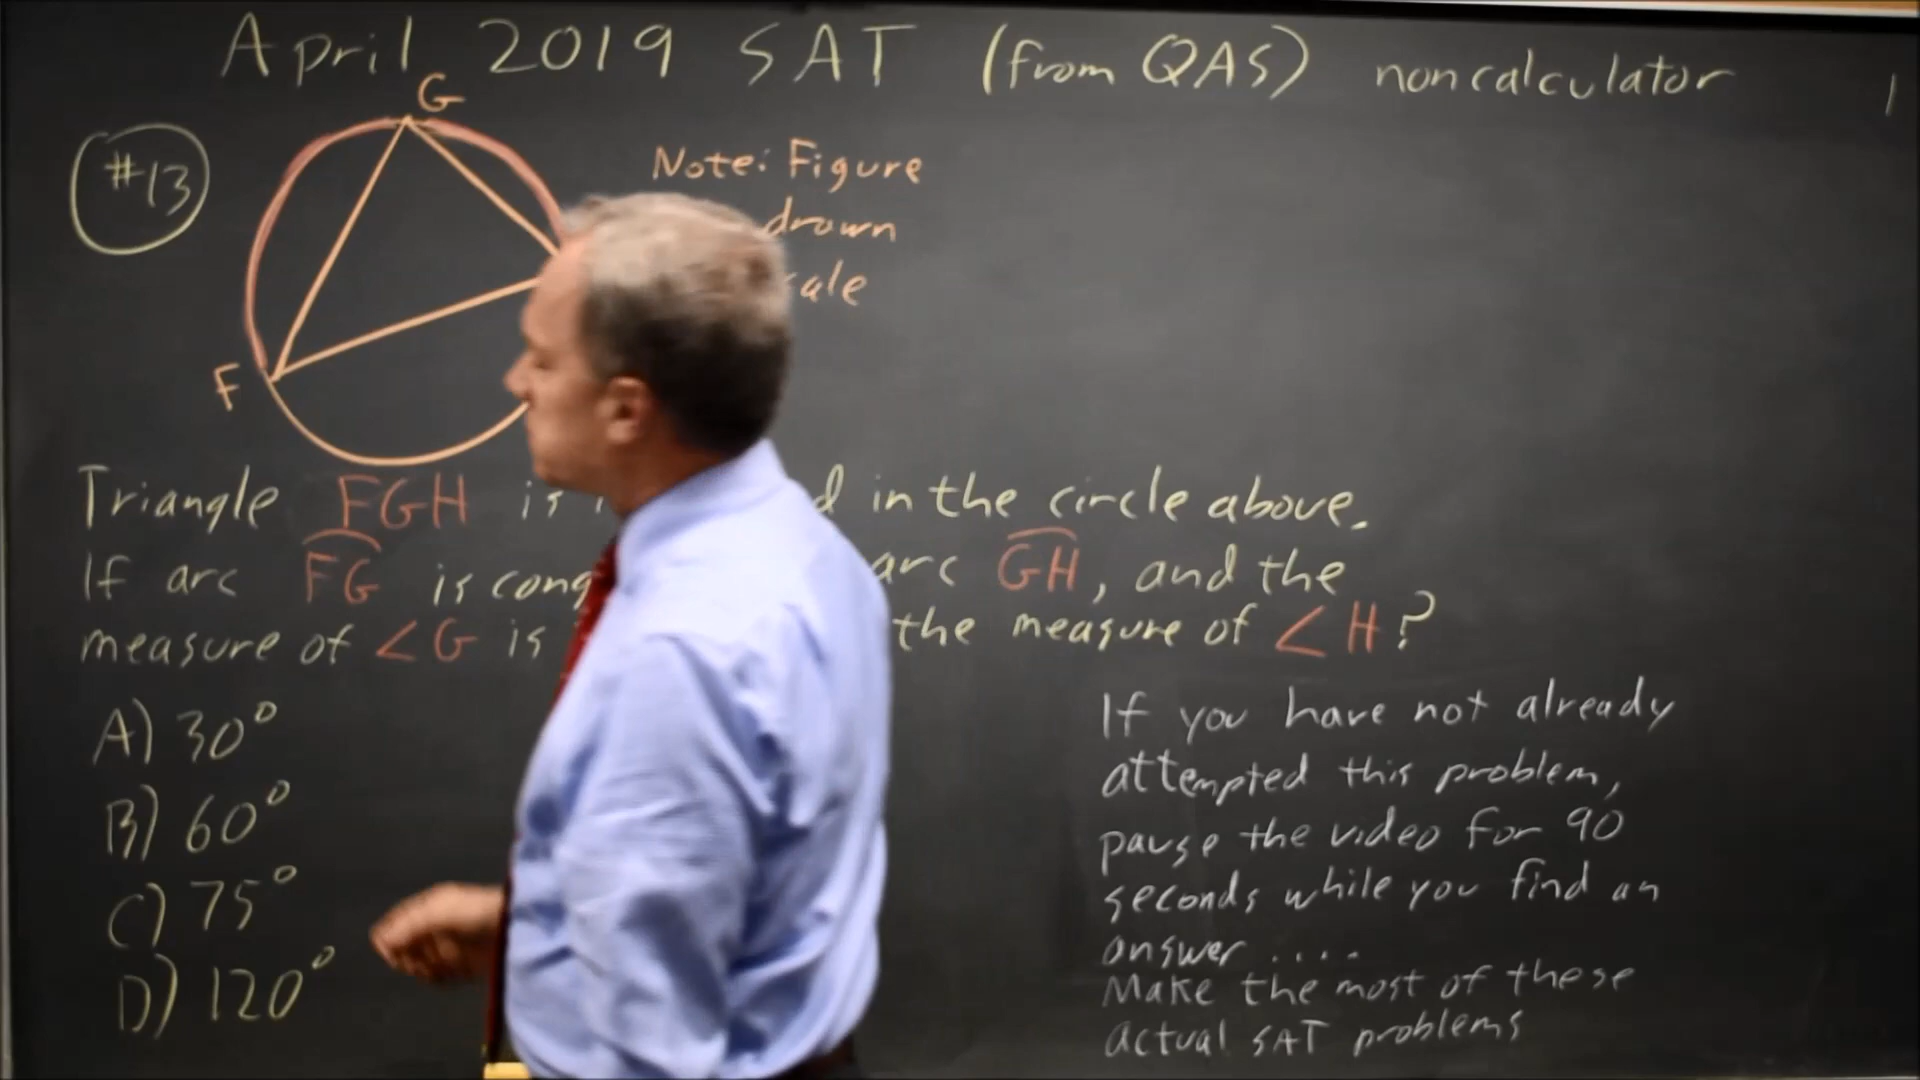 April 2019 SAT (from QAS) noncalculator 1
G
#13
Note: Figure
drawn
F
Triangle FGH is in the circle above.
If arc FG is arc GH, and the
measure of ∠G is the measure of ∠H?
A) 30°
B) 60°
C) 75°
D) 120°
If you have not already
attempted this problem,
pause the video for 90
seconds while you find an
answer ....
Make the most of these
actual SAT problems